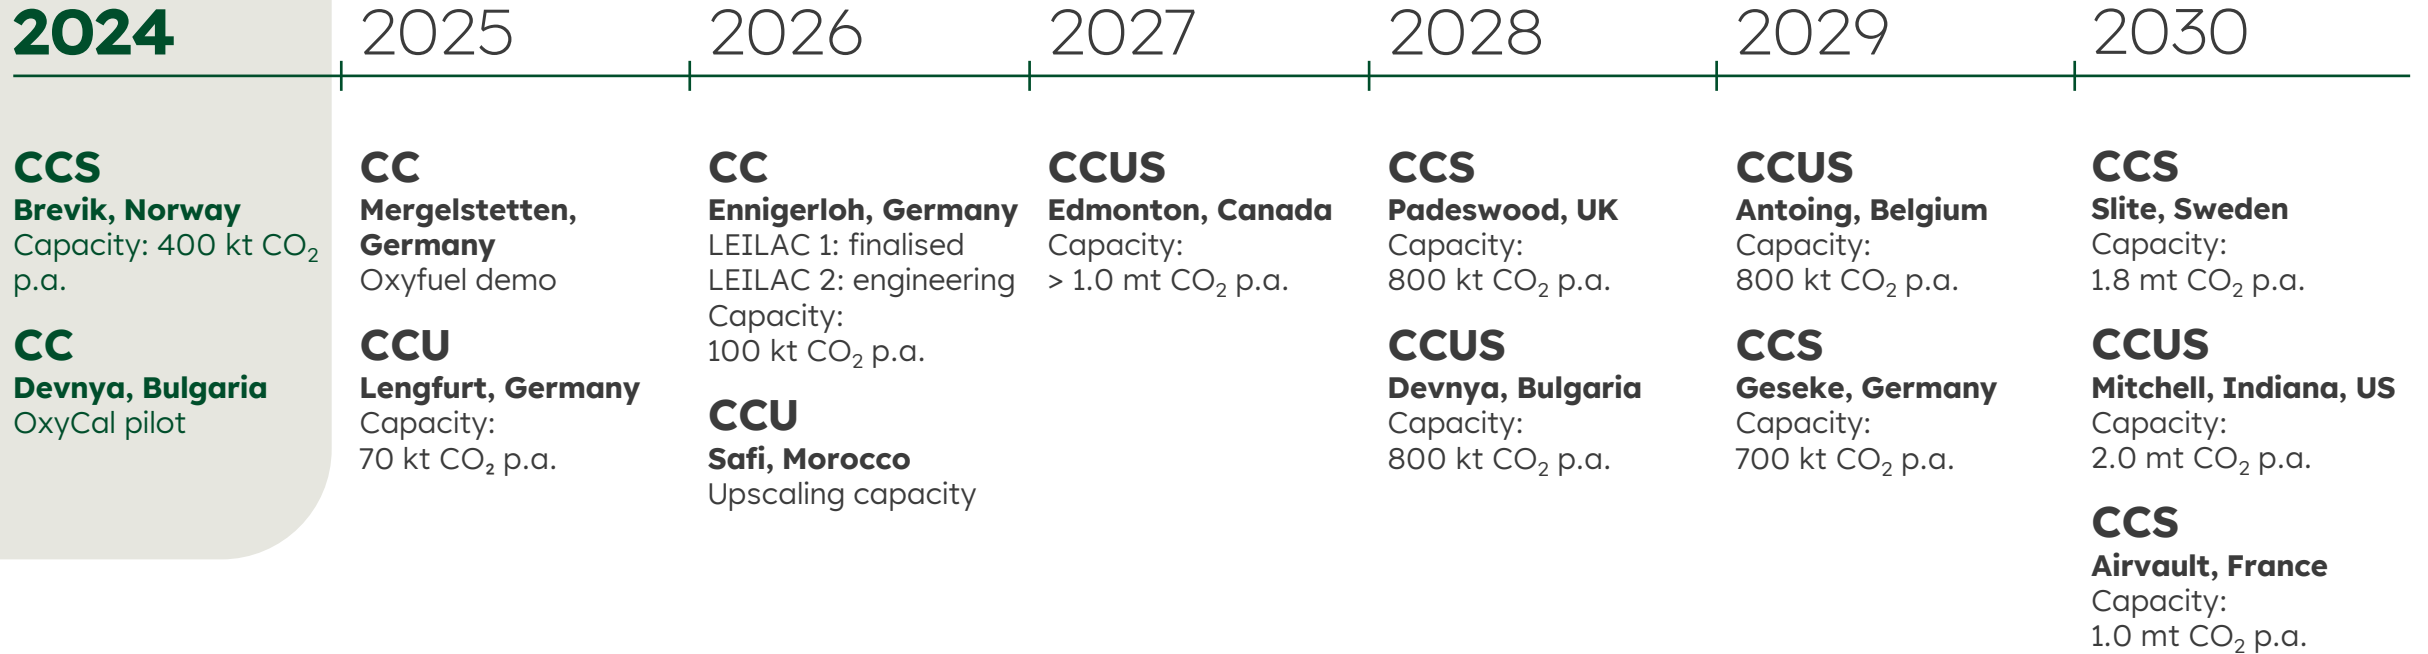 2024
CCS
Brevik, Norway
Capacity: 400 kt CO₂
p.a.
CC
Devnya, Bulgaria
OxyCal pilot
2025
CC
Mergelstetten,
Germany
Oxyfuel demo
CCU
Lengfurt, Germany
Capacity:
70 kt CO₂ p.a.
2026
CC
Ennigerloh, Germany
LEILAC 1: finalised
LEILAC 2: engineering
Capacity:
100 kt CO₂ p.a.
CCU
Safi, Morocco
Upscaling capacity
2027
CCUS
Edmonton, Canada
Capacity:
> 1.0 mt CO₂ p.a.
2028
CCS
Padeswood, UK
Capacity:
800 kt CO₂ p.a.
CCUS
Devnya, Bulgaria
Capacity:
800 kt CO₂ p.a.
2029
CCUS
Antoing, Belgium
Capacity:
800 kt CO₂ p.a.
CCS
Geseke, Germany
Capacity:
700 kt CO₂ p.a.
2030
CCS
Slite, Sweden
Capacity:
1.8 mt CO₂ p.a.
CCUS
Mitchell, Indiana, US
Capacity:
2.0 mt CO₂ p.a.
CCS
Airvault, France
Capacity:
1.0 mt CO₂ p.a.